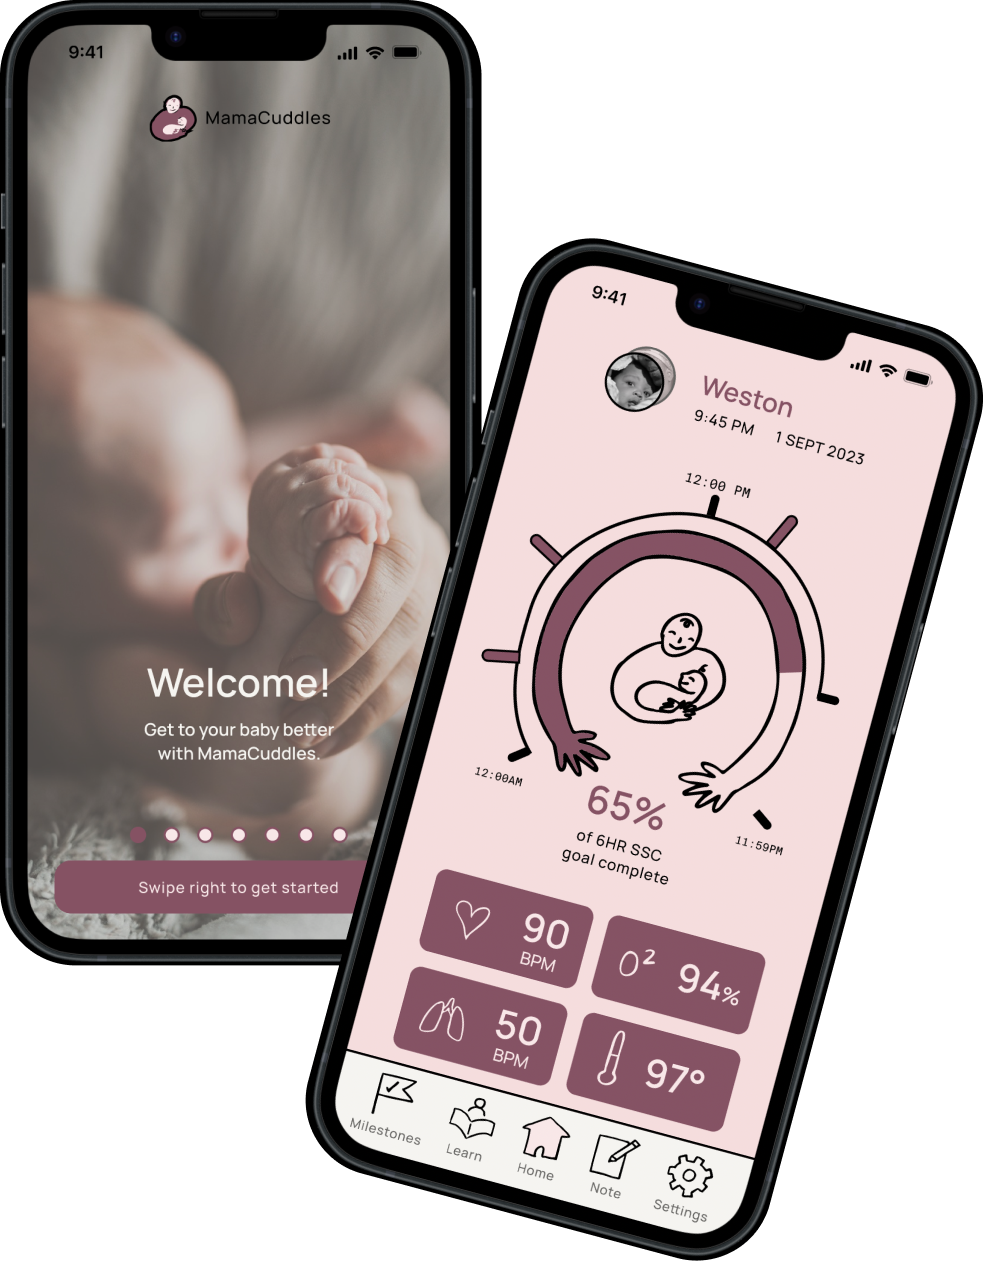 9:41
MamaCuddles
Welcome!
Get to your baby better
with MamaCuddles.
Swipe right to get started
9:41
Weston
9:45 PM 1 SEPT 2023
12:00 PM
12:00AM
11:59PM
65%
of 6HR SSC
goal complete
90
BPM
O² 94%
50
BPM
97°
Milestones
Learn
Home
Note
Settings